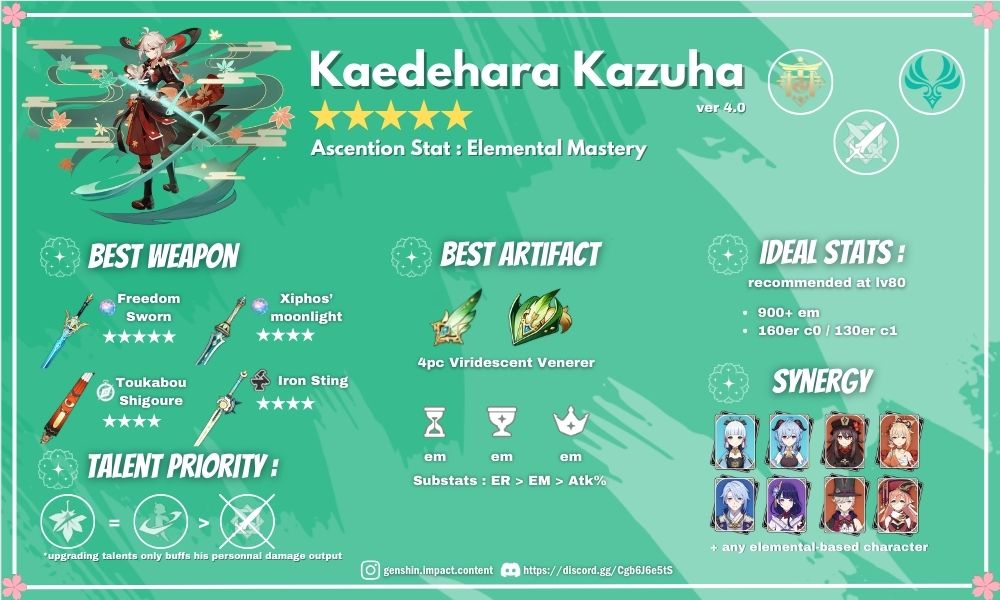 Kaedehara Kazuha
ver 4.0
Ascention Stat : Elemental Mastery
BEST WEAPON
Freedom
Sworn
Xiphos'
moonlight
Toukabou
Shigoure
Iron Sting
TALENT PRIORITY :
= >
*upgrading talents only buffs his personnal damage output
BEST ARTIFACT
4pc Viridescent Venerer
em em em
Substats : ER > EM > Atk%
IDEAL STATS :
recommended at lv80
• 900+ em
• 160er c0 / 130er c1
SYNERGY
+ any elemental-based character
genshin.impact.content https://discord.gg/Cgb6J6e5tS